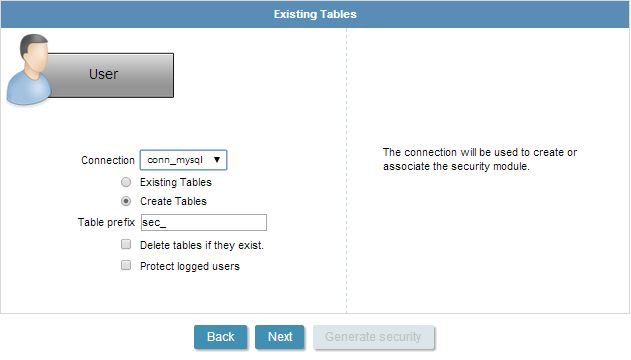 Existing Tables
User
Connection conn_mysql
Existing Tables
Create Tables
Table prefix sec_
Delete tables if they exist.
Protect logged users
The connection will be used to create or
associate the security module.
Back Next Generate security